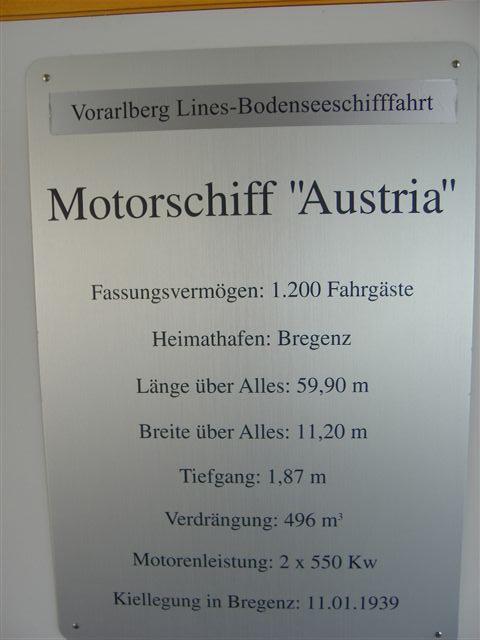 Vorarlberg Lines-Bodenseeschifffahrt
Motorschiff "Austria"
Fassungsvermögen: 1.200 Fahrgäste
Heimathafen: Bregenz
Länge über Alles: 59,90 m
Breite über Alles: 11,20 m
Tiefgang: 1,87 m
Verdrängung: 496 m³
Motorenleistung: 2 x 550 Kw
Kiellegung in Bregenz: 11.01.1939